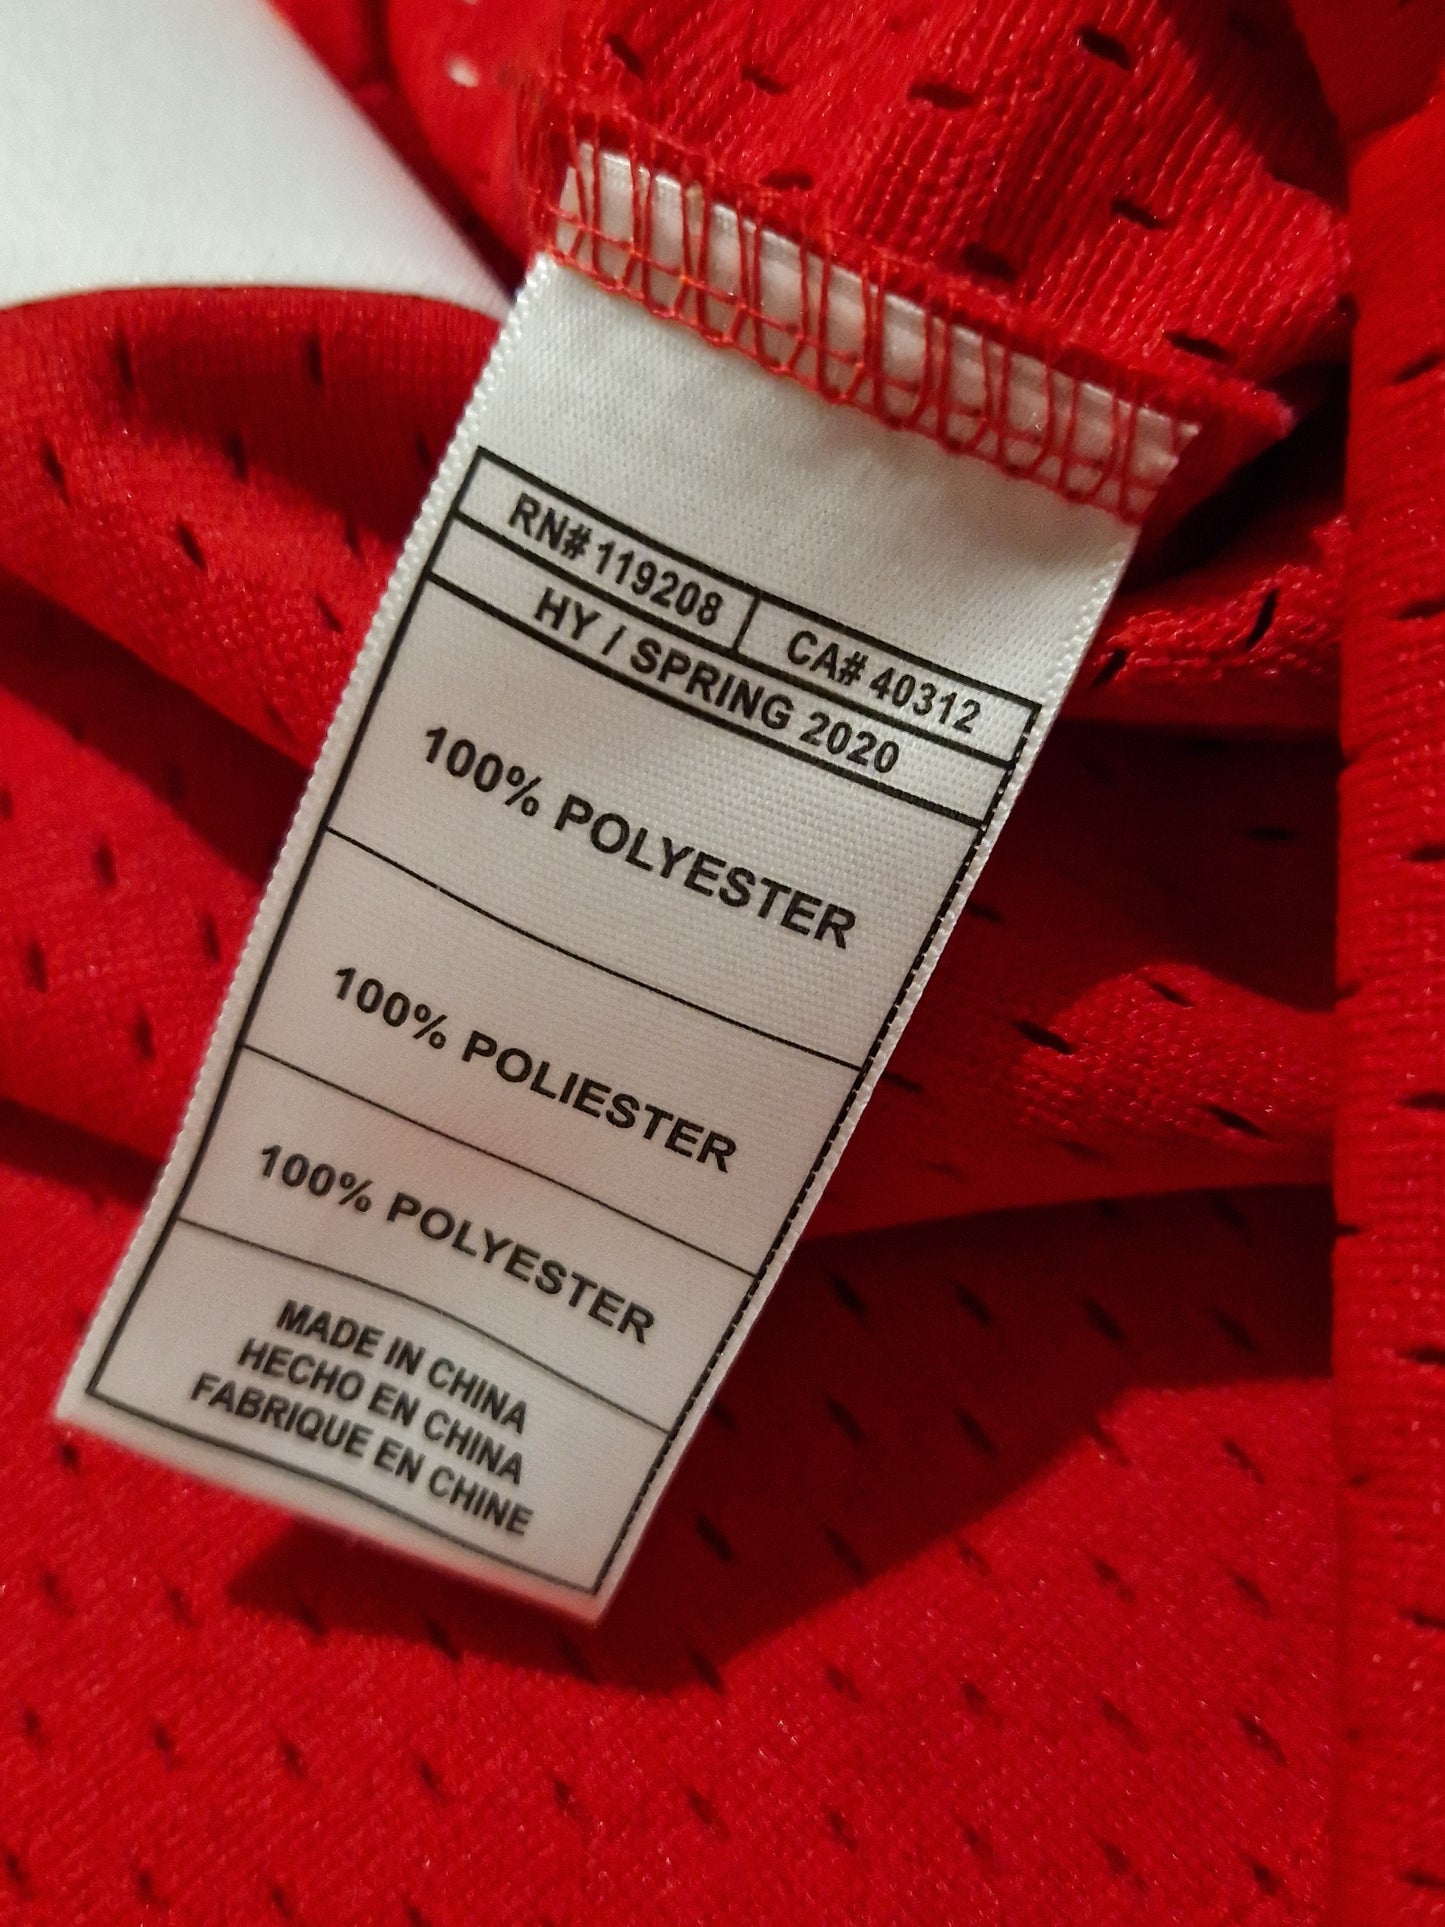 RN# 119208 CA# 40312
HY / SPRING 2020
100% POLYESTER
100% POLIESTER
100% POLYESTER
MADE IN CHINA
HECHO EN CHINA
FABRIQUE EN CHINE